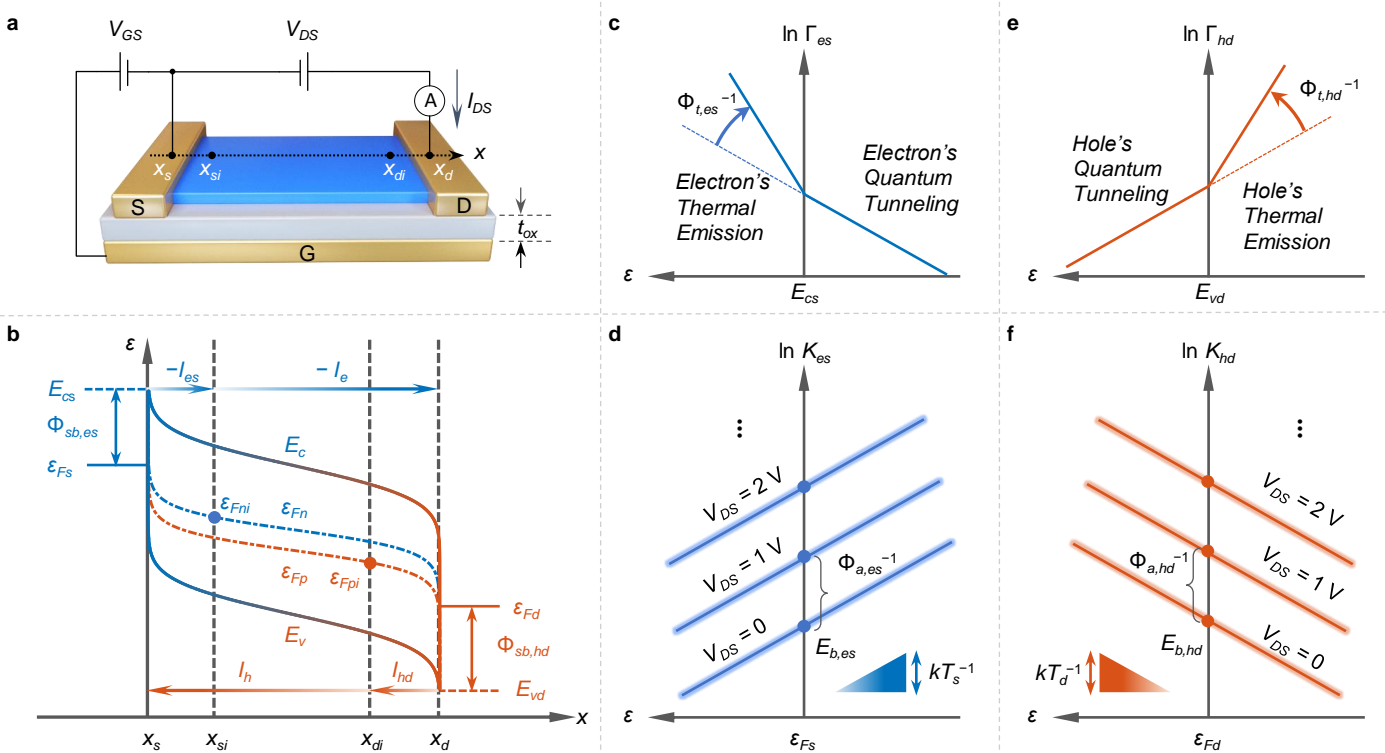 a
V_GS
V_DS
A
I_DS
x
x_s
x_si
x_di
x_d
S
D
t_ox
G
b
ε
−I_es
− I_e
E_cs
Φ_sb,es
ε_Fs
E_c
ε_Fni
ε_Fn
ε_Fp
ε_Fpi
ε_Fd
E_v
Φ_sb,hd
I_h
I_hd
E_vd
x_s
x_si
x_di
x_d
x
c
ln Γ_es
Φ_t,es⁻¹
Electron's
Thermal
Emission
Electron's
Quantum
Tunneling
ε
E_cs
d
ln K_es
⋮
V_DS = 2 V
V_DS = 1 V
V_DS = 0
Φ_a,es⁻¹
E_b,es
kT_s⁻¹
ε
ε_Fs
e
ln Γ_hd
Φ_t,hd⁻¹
Hole's
Quantum
Tunneling
Hole's
Thermal
Emission
ε
E_vd
f
ln K_hd
⋮
V_DS = 2 V
V_DS = 1 V
V_DS = 0
Φ_a,hd⁻¹
E_b,hd
kT_d⁻¹
ε
ε_Fd